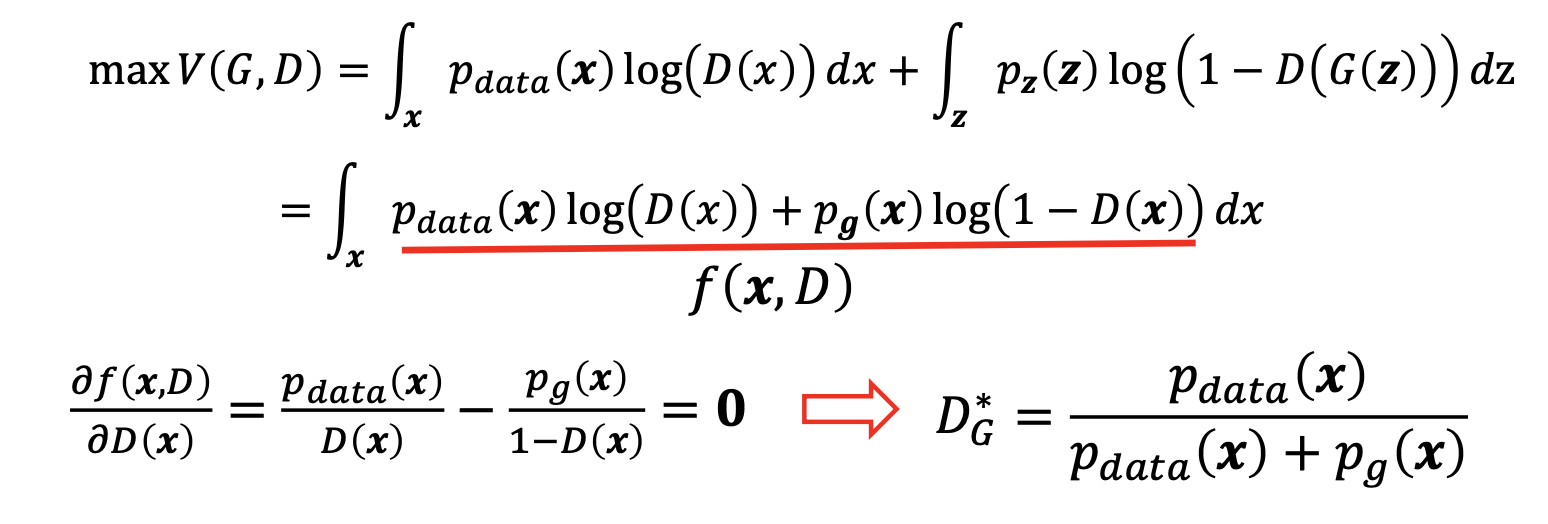 max V(G, D) = ∫_x p_data(x) log(D(x)) dx + ∫_z p_z(z) log(1 − D(G(z))) dz
= ∫_x p_data(x) log(D(x)) + p_g(x) log(1 − D(x)) dx
f(x, D)
∂f(x,D)/∂D(x) = p_data(x)/D(x) − p_g(x)/1−D(x) = 0 ⇨ D*_G = p_data(x)/p_data(x) + p_g(x)